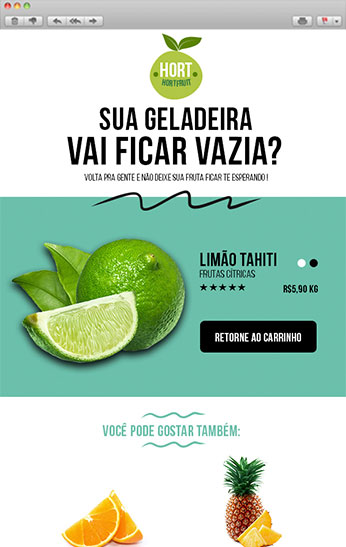 HORT
HORTFRUTI
SUA GELADEIRA
VAI FICAR VAZIA?
VOLTA PRA GENTE E NÃO DEIXE SUA FRUTA FICAR TE ESPERANDO !
LIMÃO TAHITI
FRUTAS CÍTRICAS
★★★★★ R$5,90 KG
RETORNE AO CARRINHO
VOCÊ PODE GOSTAR TAMBÉM: